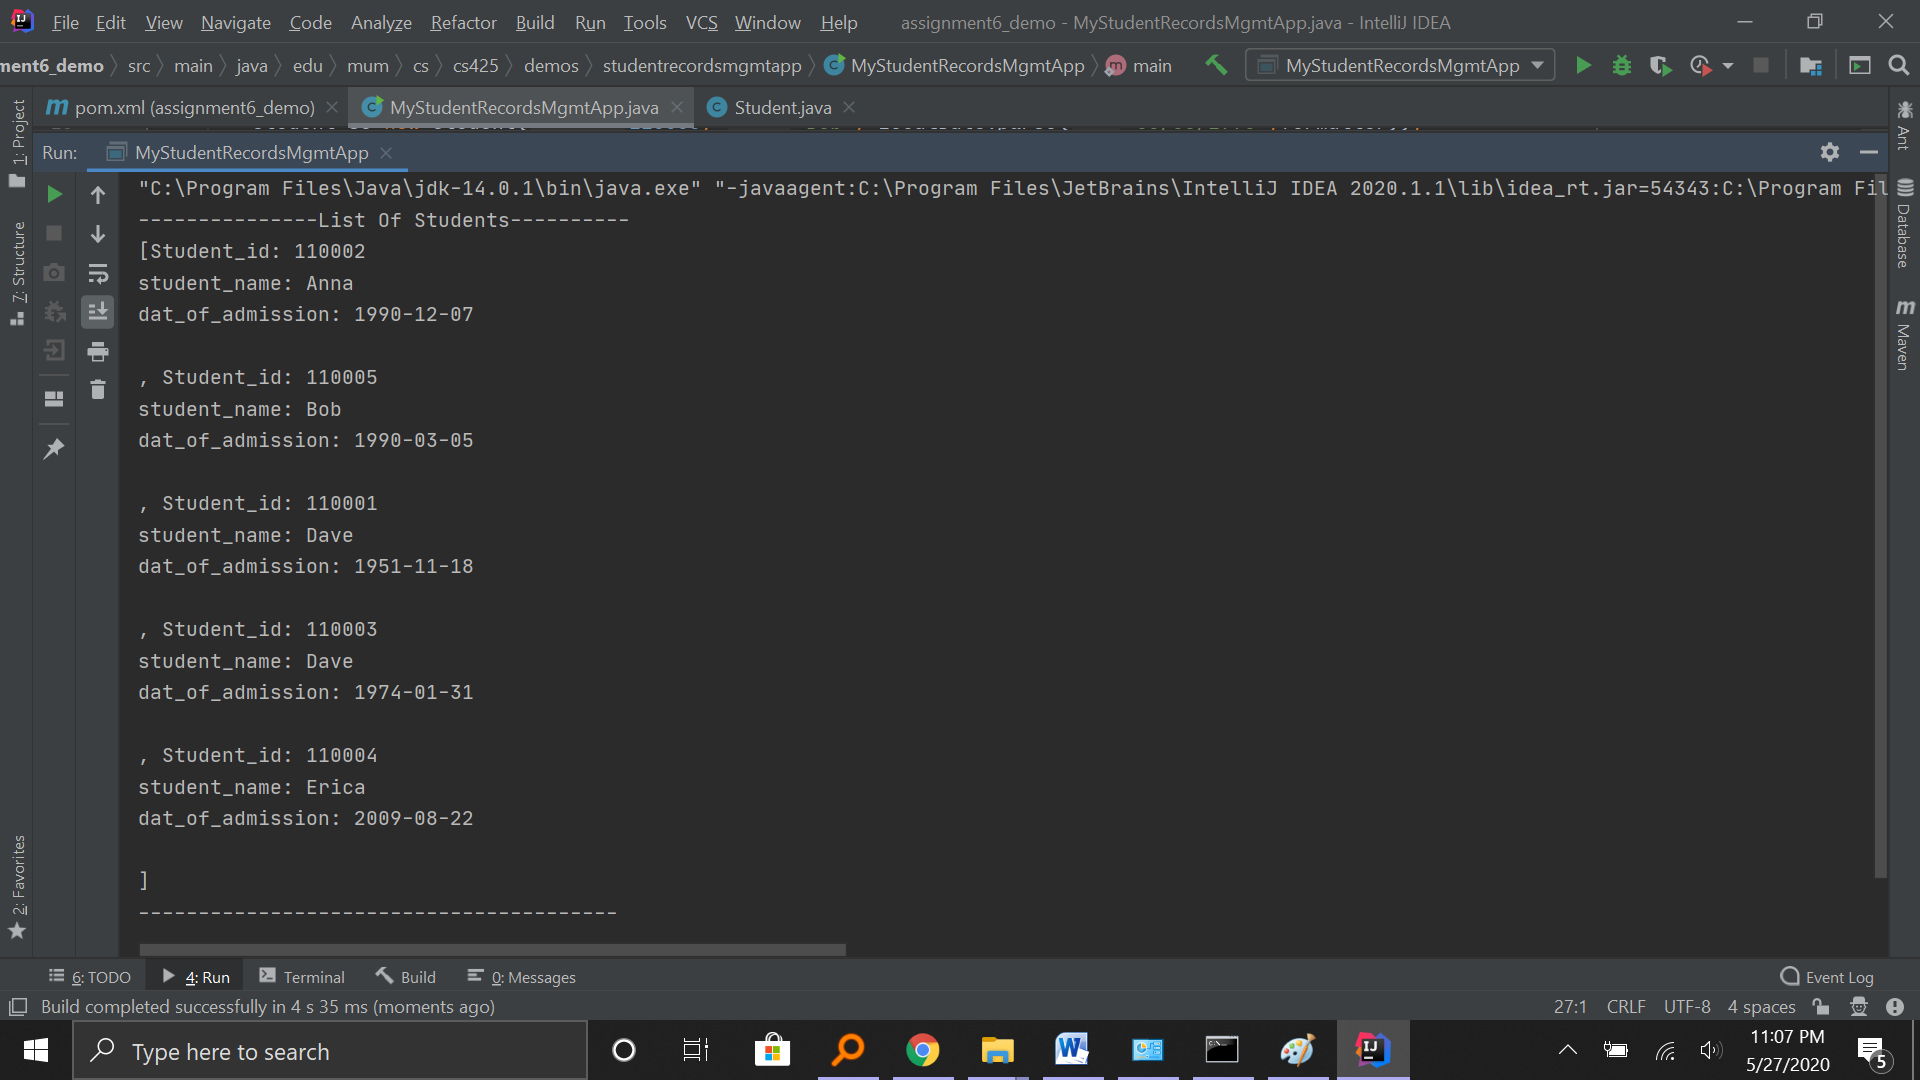 File Edit View Navigate Code Analyze Refactor Build Run Tools VCS Window Help assignment6_demo - MyStudentRecordsMgmtApp.java - IntelliJ IDEA
ment6_demo src main java edu mum cs cs425 demos studentrecordsmgmtapp MyStudentRecordsMgmtApp main MyStudentRecordsMgmtApp
pom.xml (assignment6_demo) MyStudentRecordsMgmtApp.java Student.java
Run: MyStudentRecordsMgmtApp
"C:\Program Files\Java\jdk-14.0.1\bin\java.exe" "-javaagent:C:\Program Files\JetBrains\IntelliJ IDEA 2020.1.1\lib\idea_rt.jar=54343:C:\Program Fil
---------------List Of Students----------
[Student_id: 110002
student_name: Anna
dat_of_admission: 1990-12-07
, Student_id: 110005
student_name: Bob
dat_of_admission: 1990-03-05
, Student_id: 110001
student_name: Dave
dat_of_admission: 1951-11-18
, Student_id: 110003
student_name: Dave
dat_of_admission: 1974-01-31
, Student_id: 110004
student_name: Erica
dat_of_admission: 2009-08-22
]
----------------------------------------
1: Project
7: Structure
2: Favorites
Ant
Database
Maven
6: TODO 4: Run Terminal Build 0: Messages Event Log
Build completed successfully in 4 s 35 ms (moments ago) 27:1 CRLF UTF-8 4 spaces
Type here to search
11:07 PM
5/27/2020
5